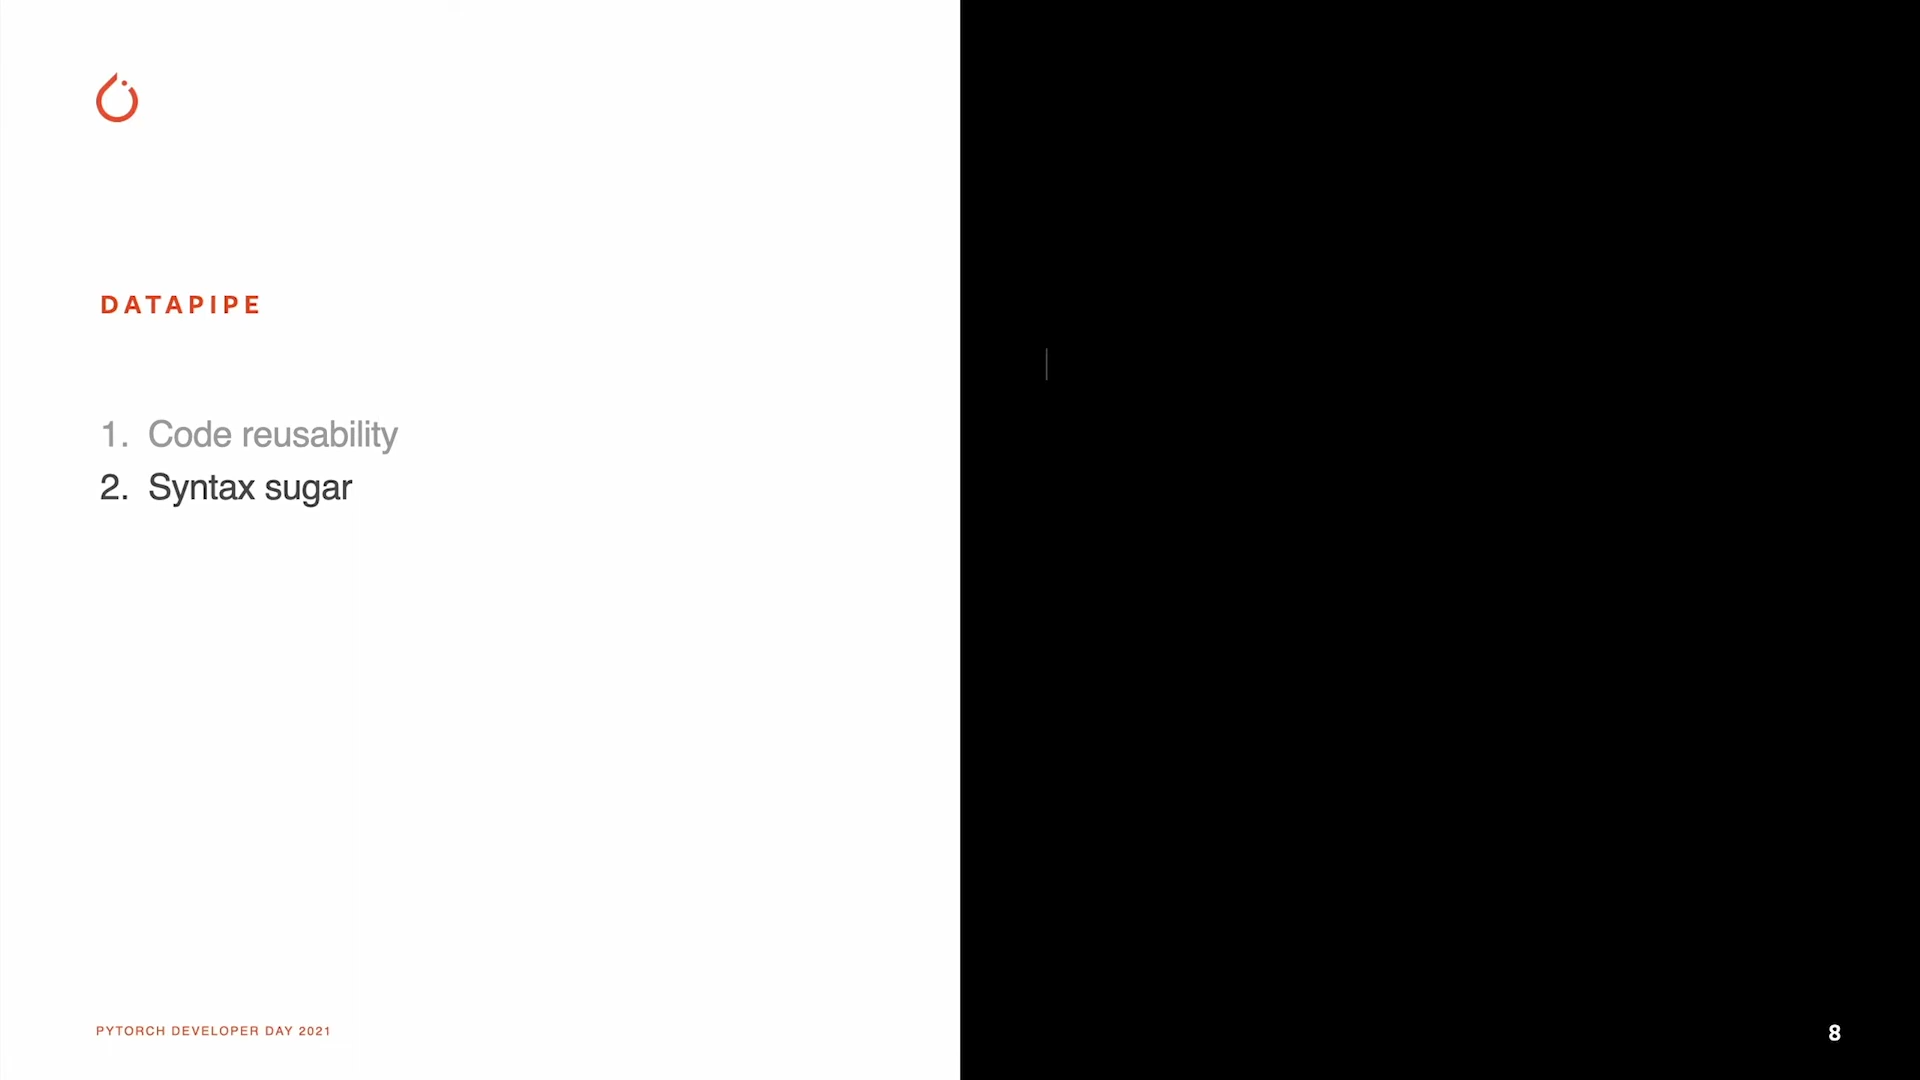 DATAPIPE
1. Code reusability
2. Syntax sugar
PYTORCH DEVELOPER DAY 2021
8